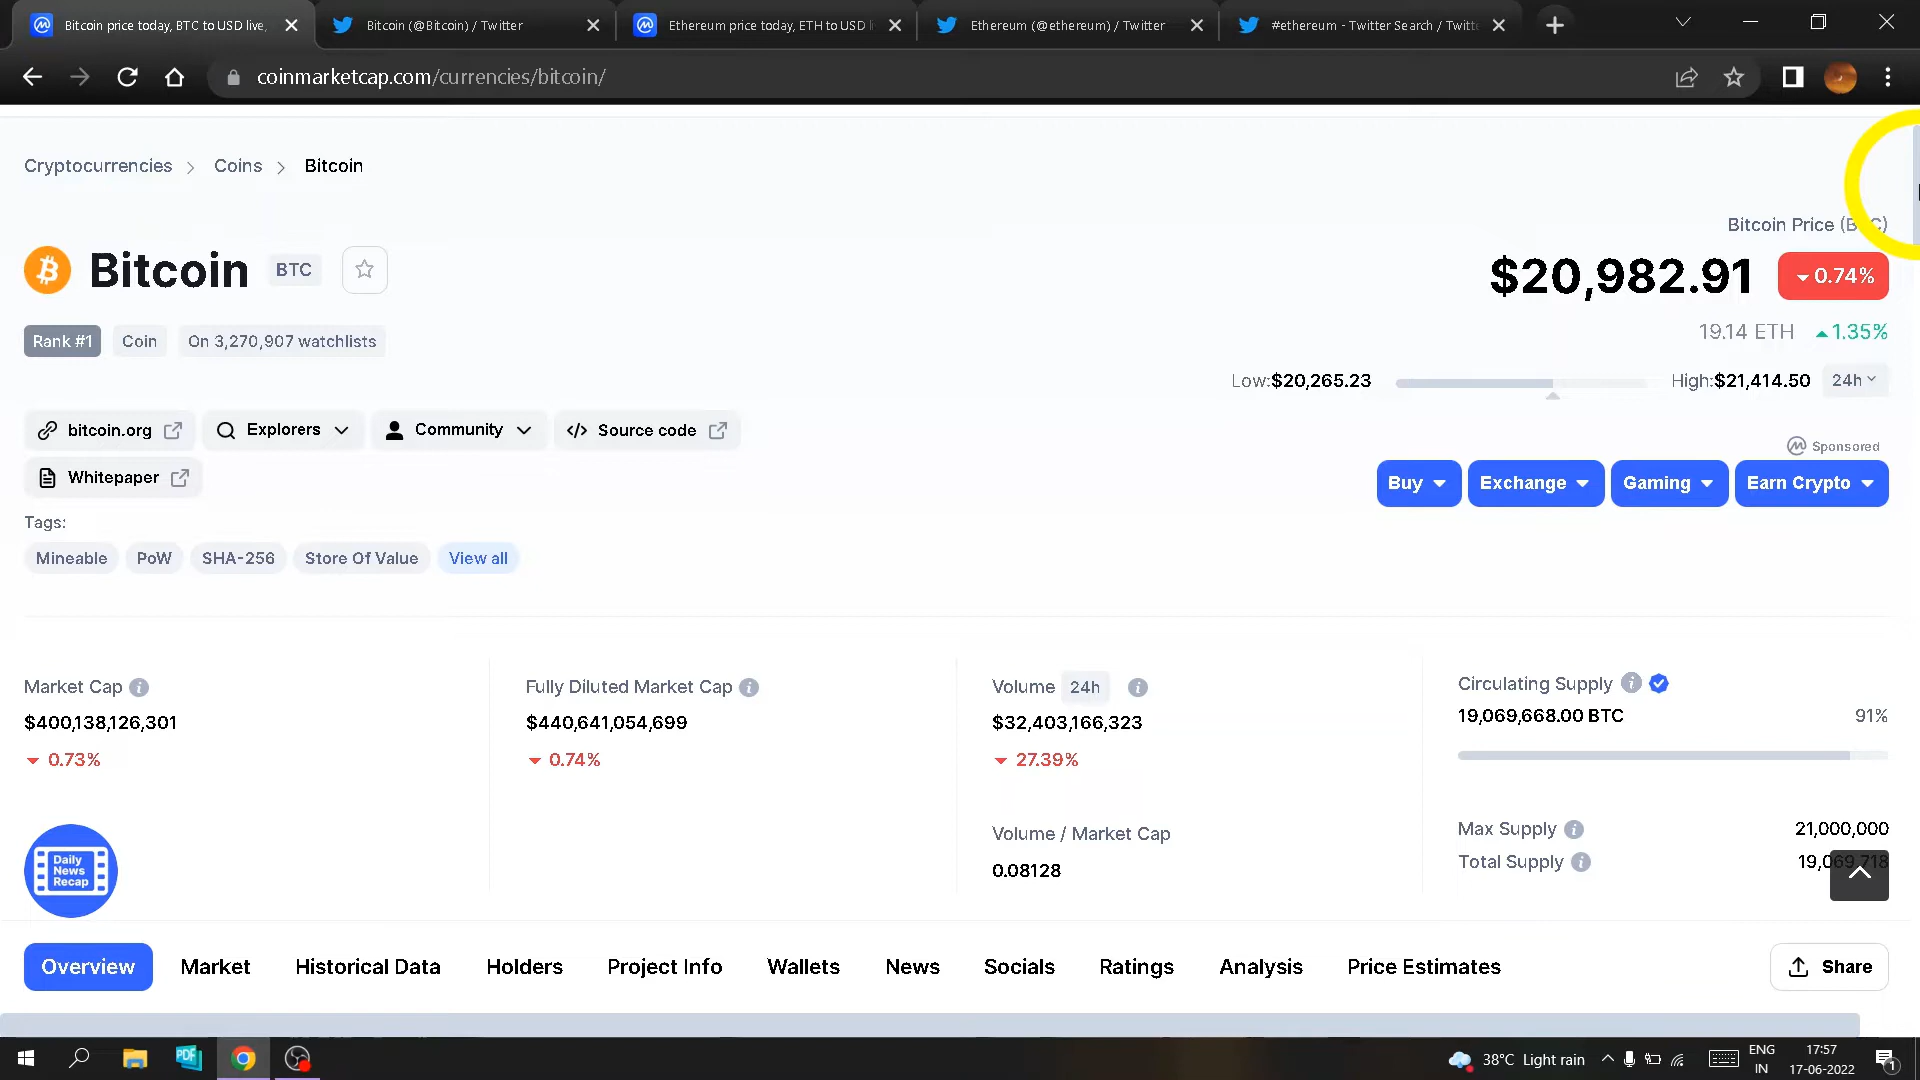 Bitcoin price today, BTC to USD live,
Bitcoin (@Bitcoin) / Twitter
Ethereum price today, ETH to USD l
Ethereum (@ethereum) / Twitter
#ethereum - Twitter Search / Twitt
coinmarketcap.com/currencies/bitcoin/
Cryptocurrencies > Coins > Bitcoin
Bitcoin Price (BTC)
Bitcoin BTC
$20,982.91 0.74%
19.14 ETH 1.35%
Rank #1 Coin On 3,270,907 watchlists
Low:$20,265.23 High:$21,414.50 24h
bitcoin.org Explorers Community Source code
Sponsored
Whitepaper
Buy Exchange Gaming Earn Crypto
Tags:
Mineable PoW SHA-256 Store Of Value View all
Market Cap
$400,138,126,301
0.73%
Fully Diluted Market Cap
$440,641,054,699
0.74%
Volume 24h
$32,403,166,323
27.39%
Volume / Market Cap
0.08128
Circulating Supply
19,069,668.00 BTC 91%
Max Supply 21,000,000
Total Supply 19,069,718
Daily
News
Recap
Overview Market Historical Data Holders Project Info Wallets News Socials Ratings Analysis Price Estimates Share
PDF
38°C Light rain
ENG
IN
17:57
17-06-2022
1